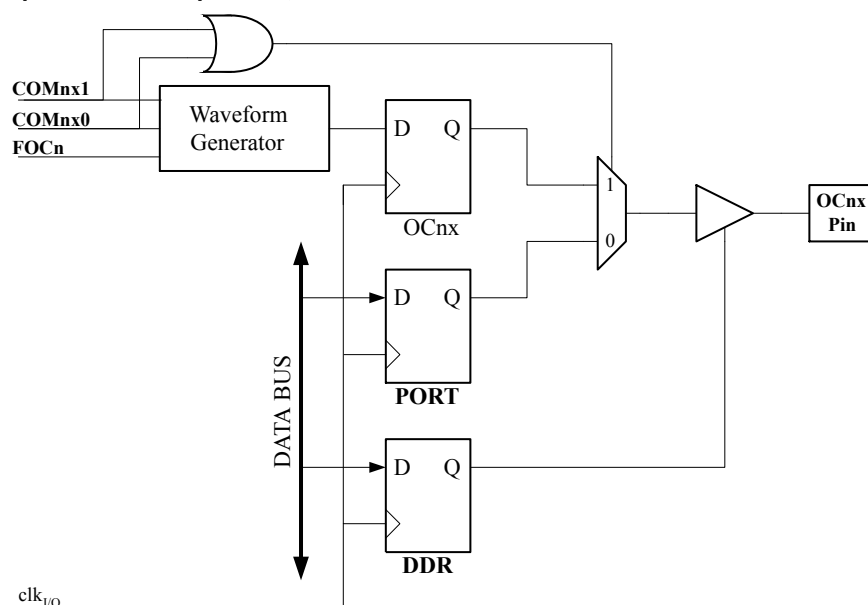 COMnx1
COMnx0
FOCn
Waveform
Generator
D Q
OCnx
1
0
OCnx
Pin
D Q
PORT
DATA BUS
D Q
DDR
clkI/O